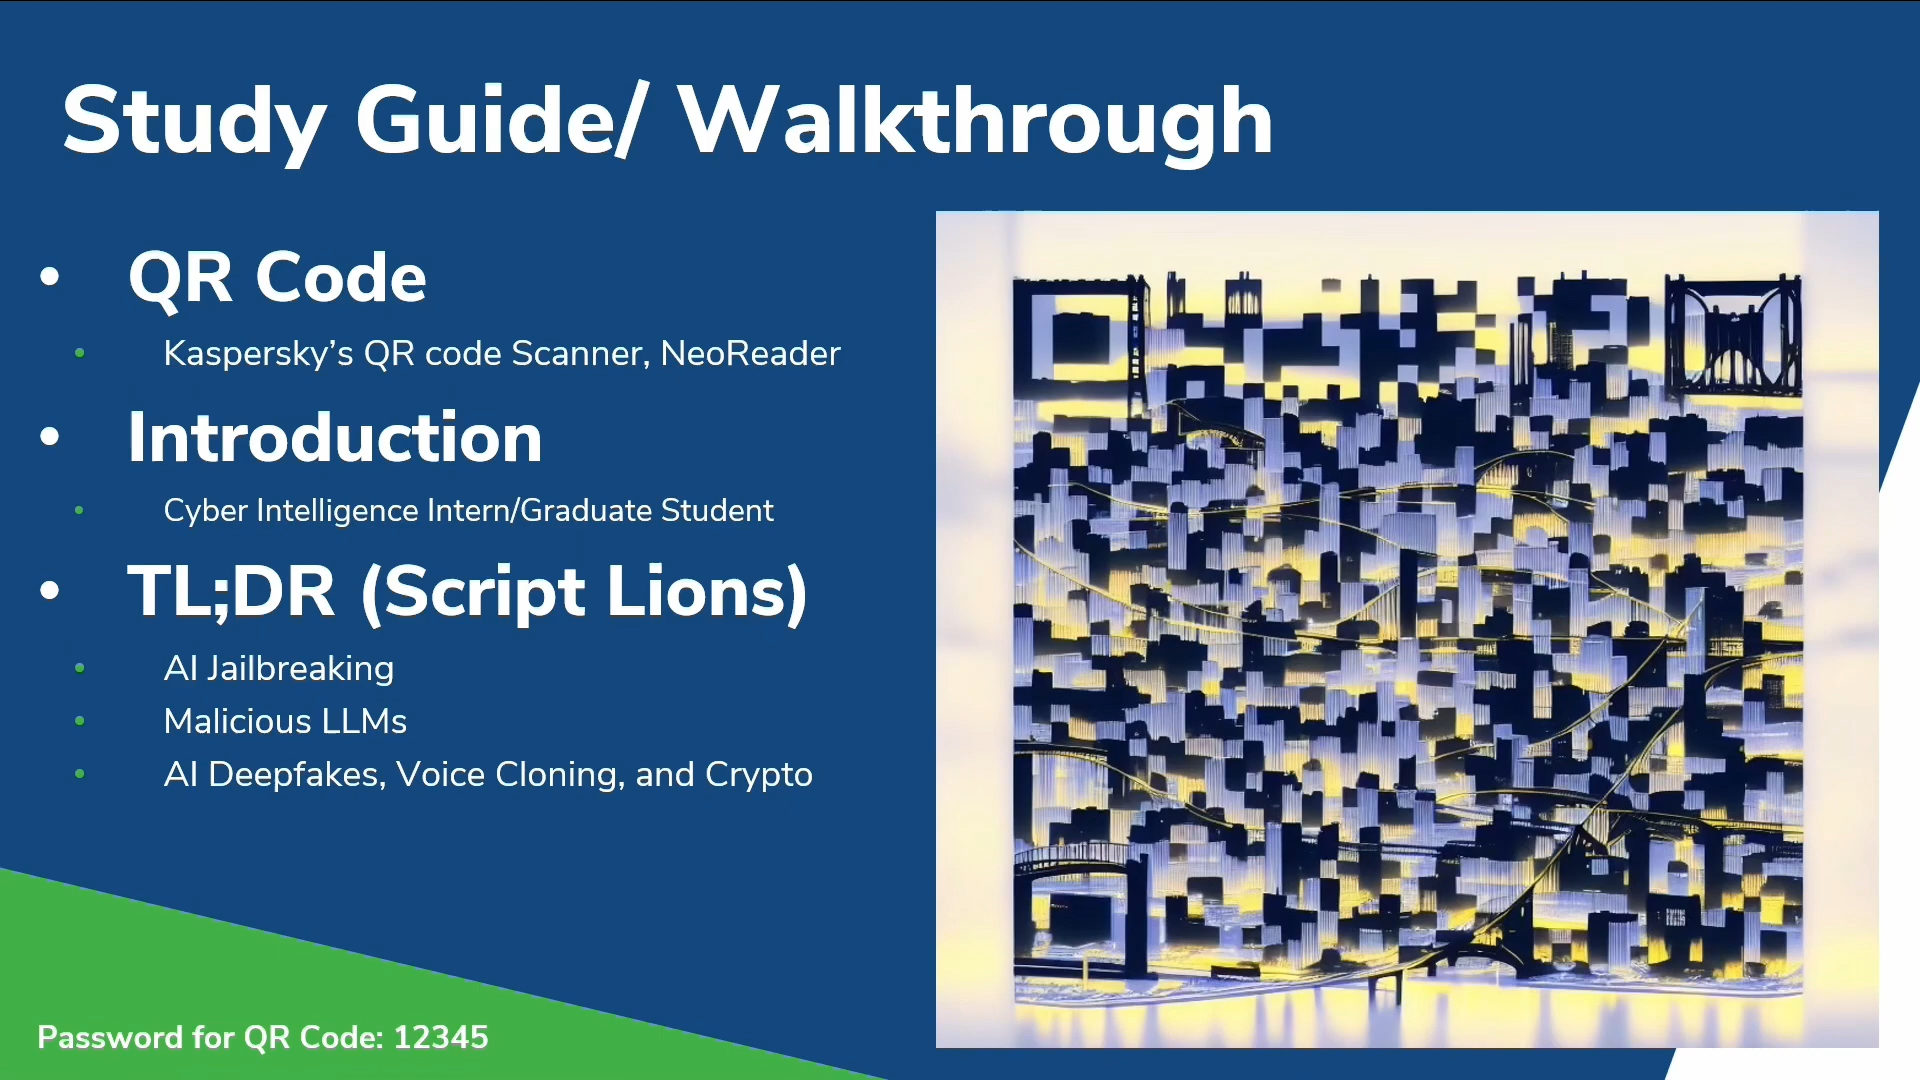 Study Guide/ Walkthrough
• QR Code
• Kaspersky’s QR code Scanner, NeoReader
• Introduction
• Cyber Intelligence Intern/Graduate Student
• TL;DR (Script Lions)
• AI Jailbreaking
• Malicious LLMs
• AI Deepfakes, Voice Cloning, and Crypto
Password for QR Code: 12345